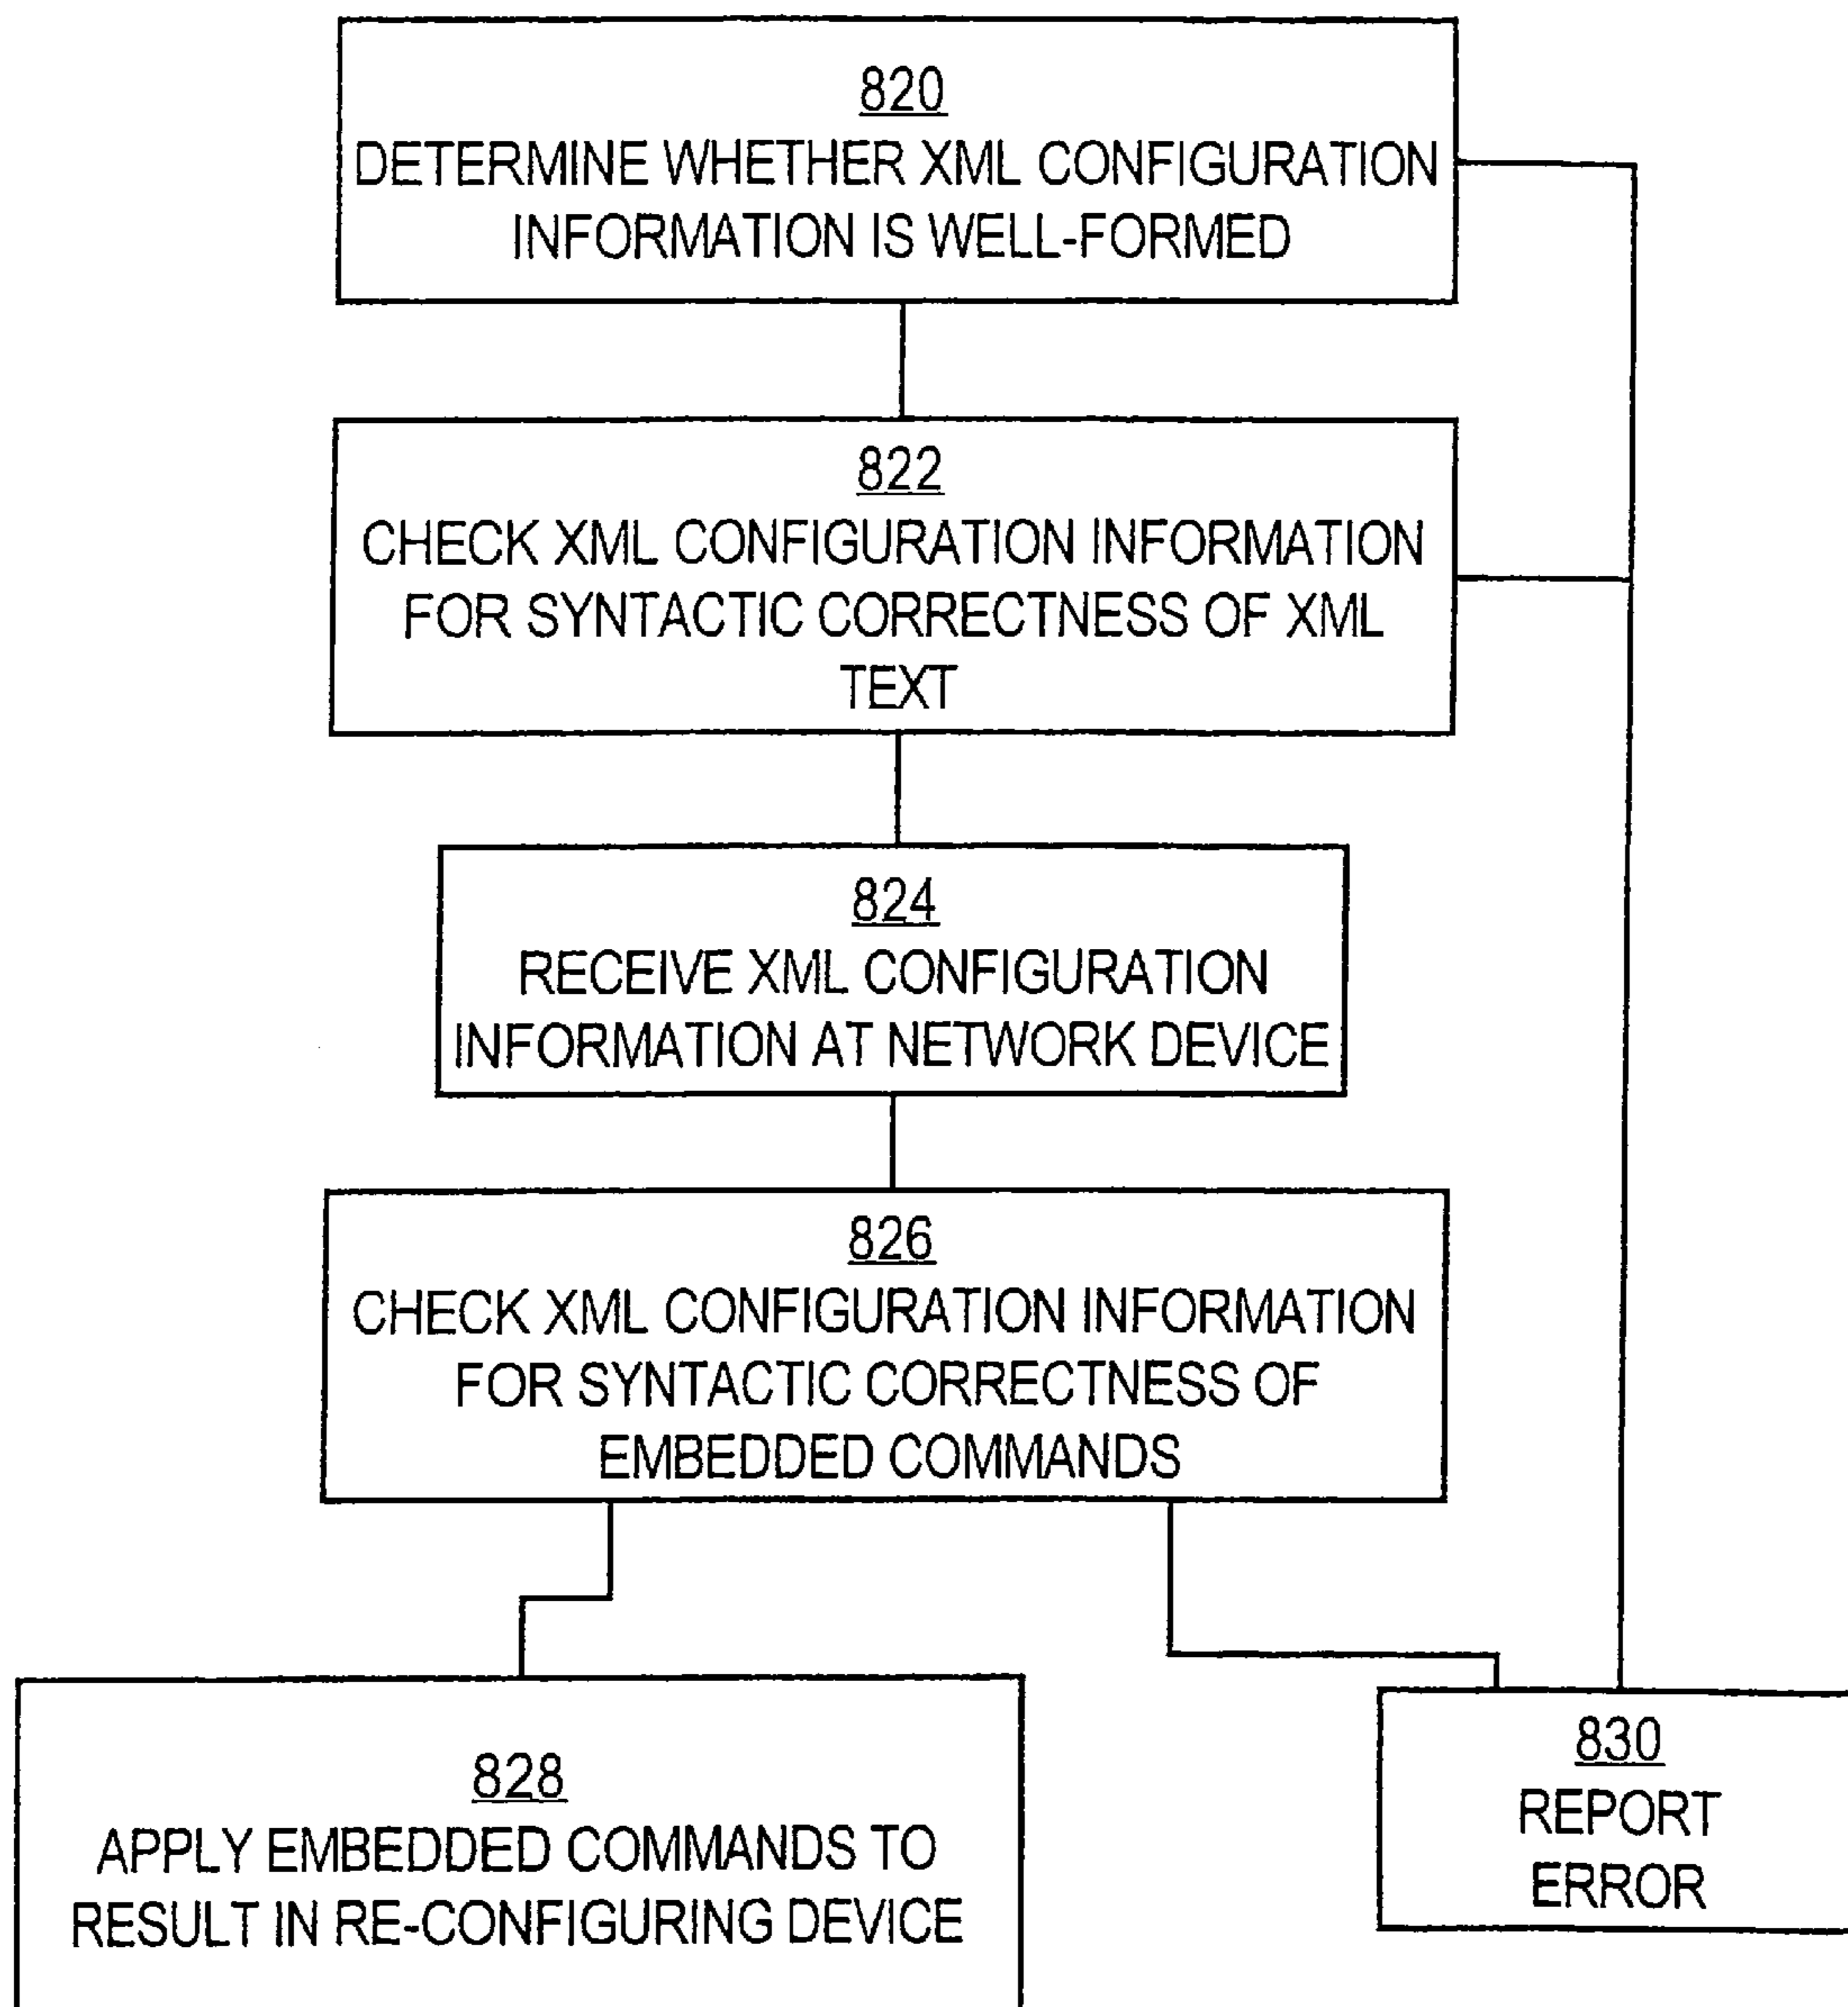 820
DETERMINE WHETHER XML CONFIGURATION
INFORMATION IS WELL-FORMED
822
CHECK XML CONFIGURATION INFORMATION
FOR SYNTACTIC CORRECTNESS OF XML
TEXT
824
RECEIVE XML CONFIGURATION
INFORMATION AT NETWORK DEVICE
826
CHECK XML CONFIGURATION INFORMATION
FOR SYNTACTIC CORRECTNESS OF
EMBEDDED COMMANDS
828
APPLY EMBEDDED COMMANDS TO
RESULT IN RE-CONFIGURING DEVICE
830
REPORT
ERROR